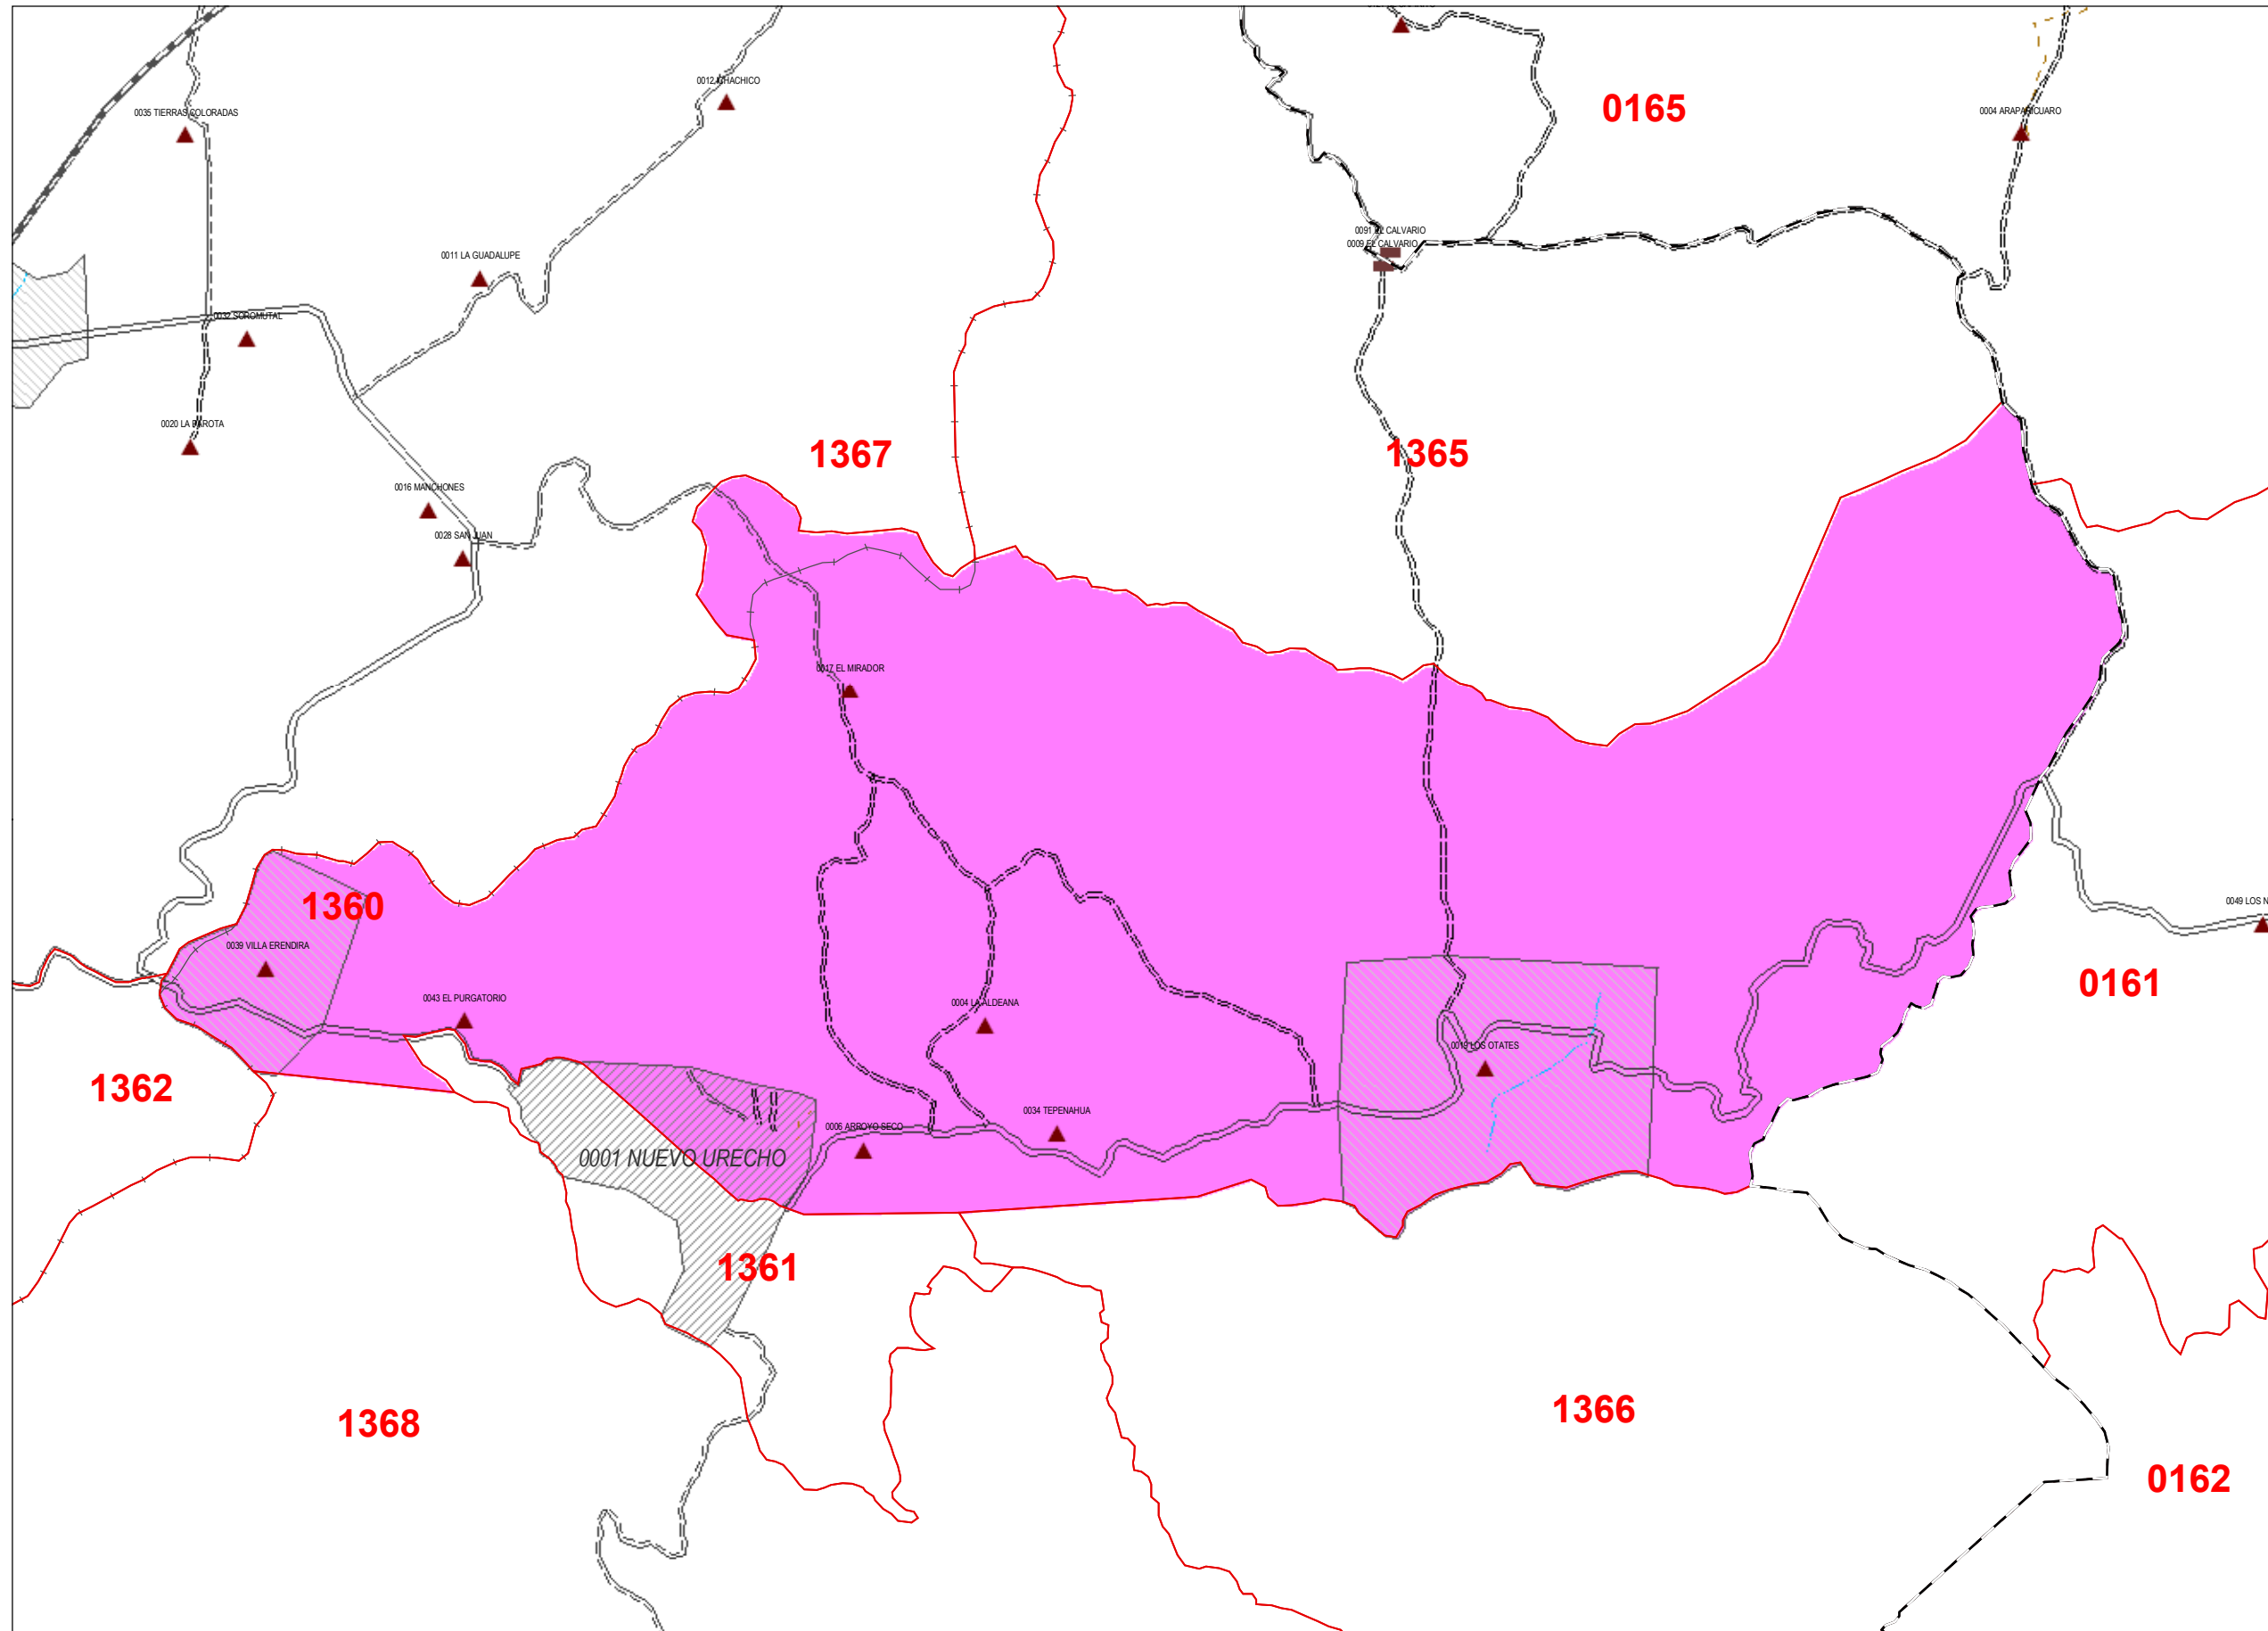 0012 CHACHICO
0035 TIERRAS COLORADAS
0165
0004 ARAPARICUARO
0091 EL CALVARIO
0009 EL CALVARIO
0011 LA GUADALUPE
0032 SOROMUTAL
0020 LA PAROTA
1367
1365
0016 MANCHONES
0028 SAN JUAN
0017 EL MIRADOR
1360
0049 LOS N
0039 VILLA ERENDIRA
0161
0043 EL PURGATORIO
0004 LA ALDEANA
0019 LOS OTATES
1362
0034 TEPENAHUA
0006 ARROYO SECO
0001 NUEVO URECHO
1361
1366
1368
0162